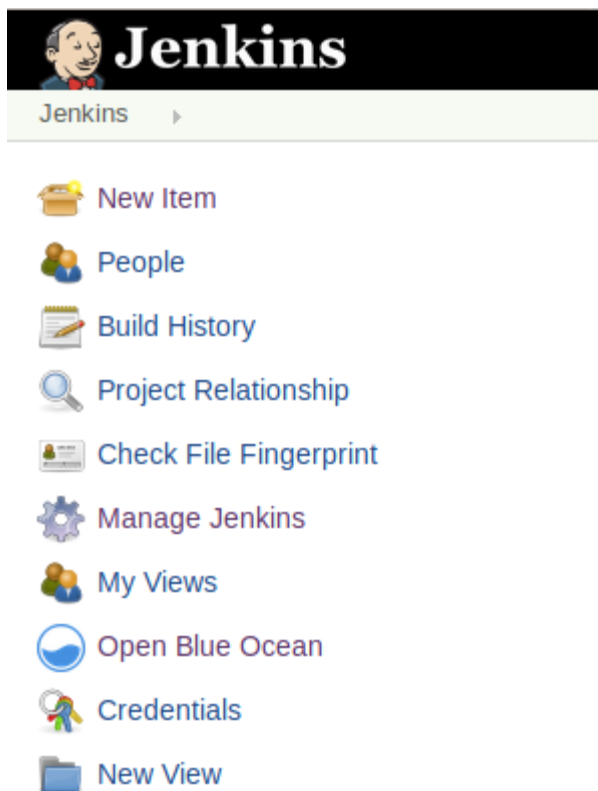 Jenkins
Jenkins
New Item
People
Build History
Project Relationship
Check File Fingerprint
Manage Jenkins
My Views
Open Blue Ocean
Credentials
New View